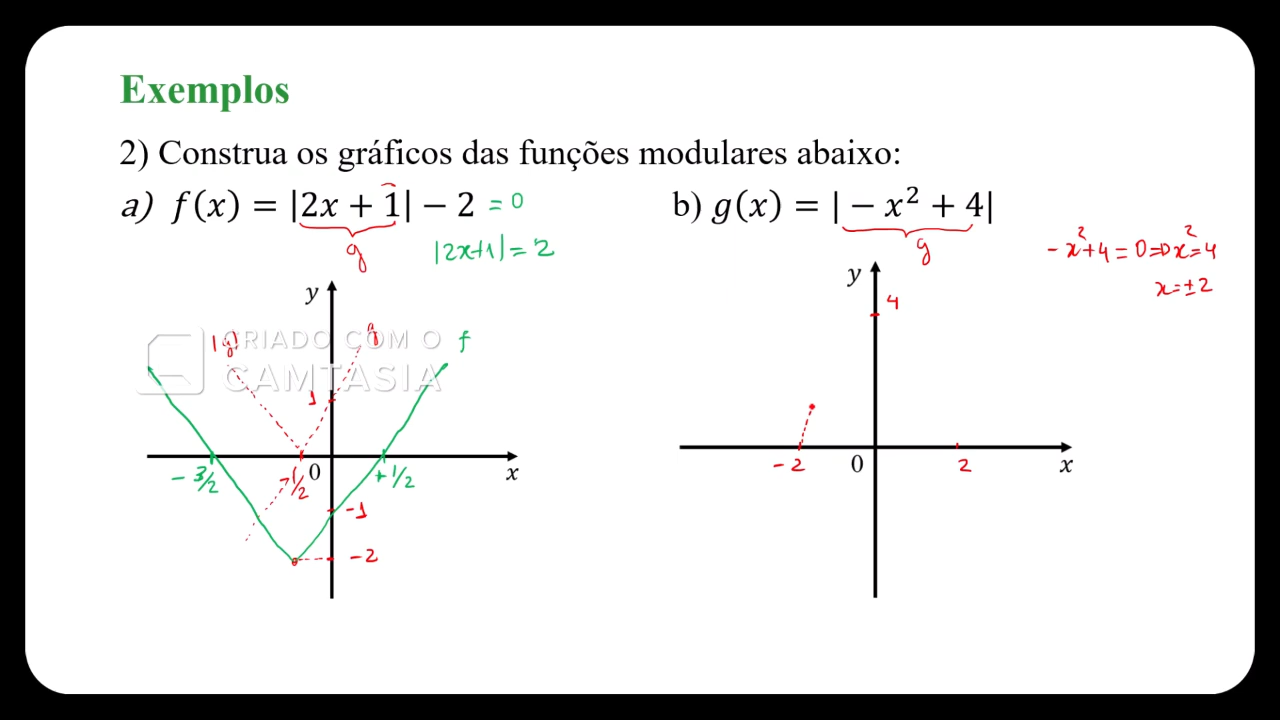 Exemplos
2) Construa os gráficos das funções modulares abaixo:
a) f(x) = |2x + 1| − 2 = 0
g
|2x+1| = 2
y
|g|
g
f
1
− 3/2
− 1/2
0
+ 1/2
x
−1
−2
CRIADO COM O
CAMTASIA
b) g(x) = | − x² + 4|
g
−x²+4 = 0 ⇒ x² = 4
x = ±2
y
4
−2
0
2
x